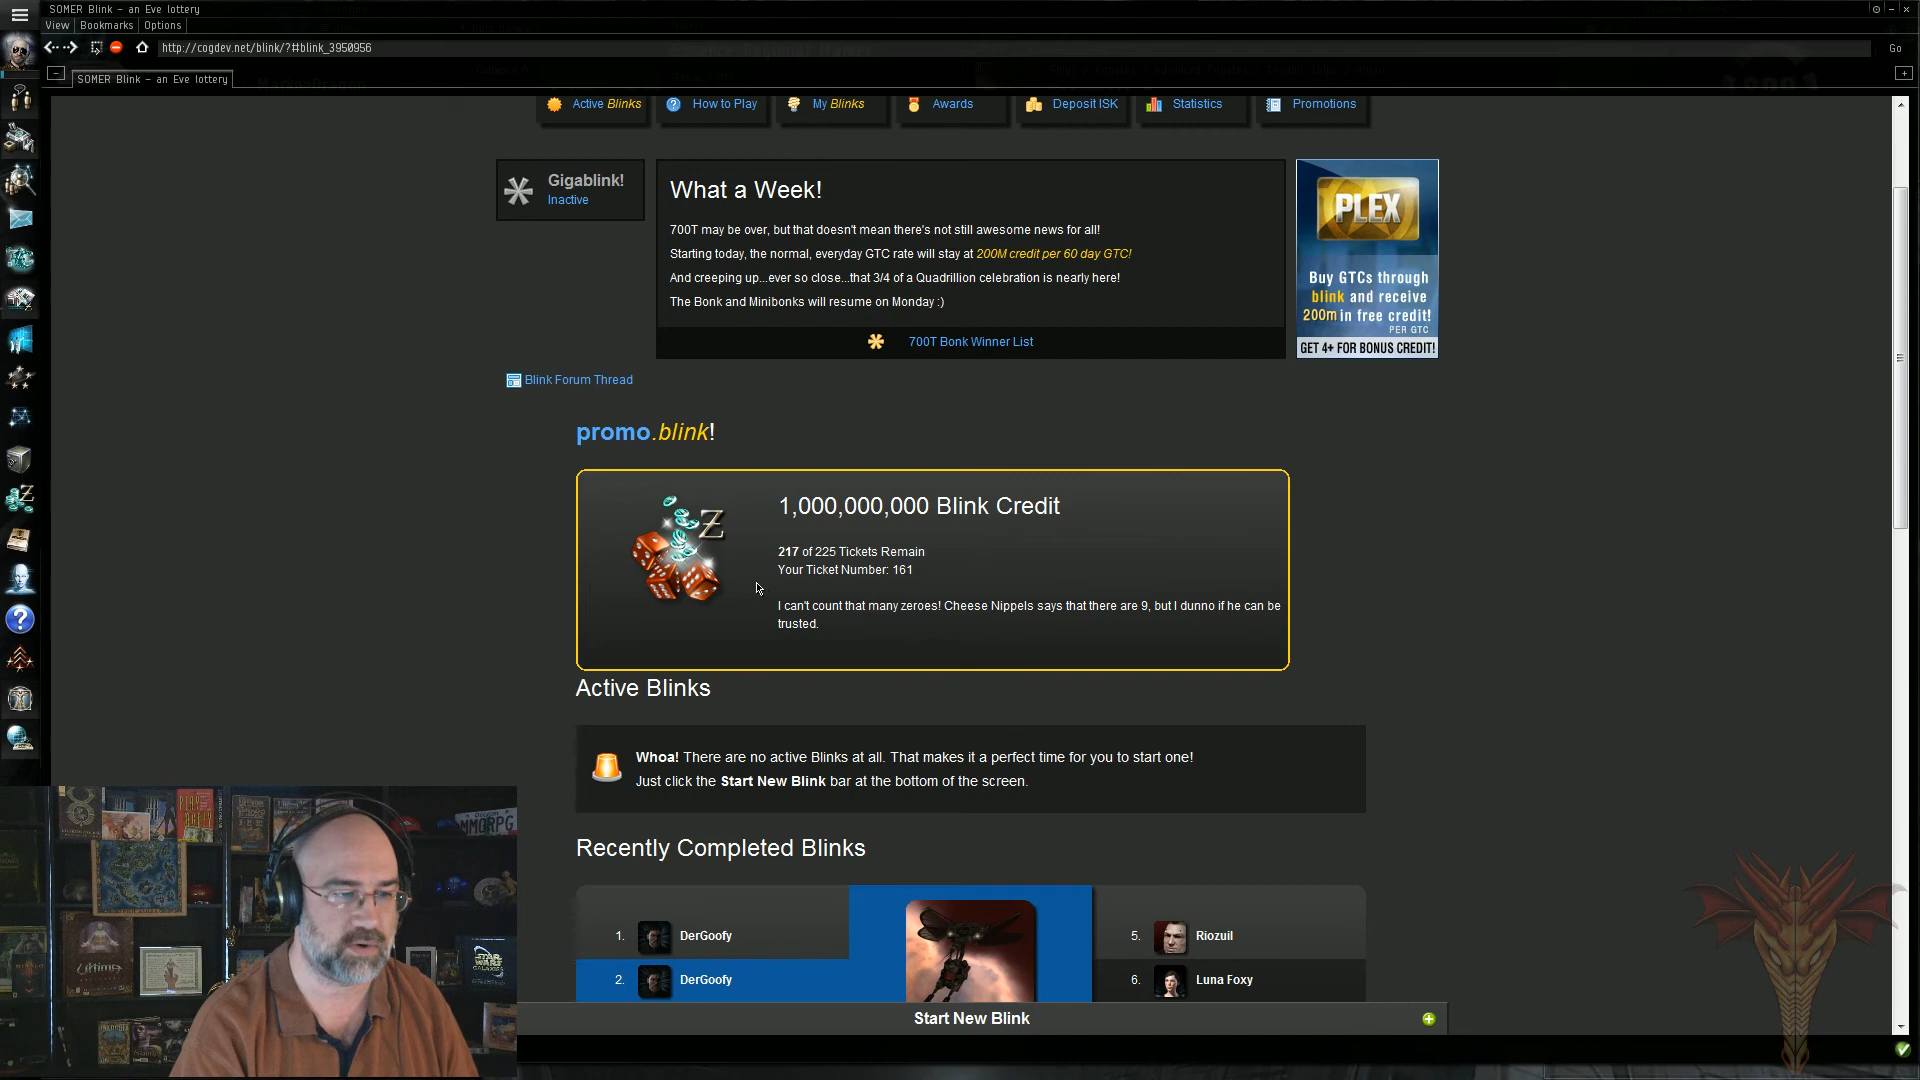 SOMER Blink – an Eve lottery
View Bookmarks Options
http://cogdev.net/blink/?#blink_3950956
Go
SOMER Blink – an Eve lottery
Active Blinks
How to Play
My Blinks
Awards
Deposit ISK
Statistics
Promotions
Gigablink!
Inactive
What a Week!
700T may be over, but that doesn't mean there's not still awesome news for all!
Starting today, the normal, everyday GTC rate will stay at 200M credit per 60 day GTC!
And creeping up...ever so close...that 3/4 of a Quadrillion celebration is nearly here!
The Bonk and Minibonks will resume on Monday :)
700T Bonk Winner List
PLEX
Buy GTCs through
blink and receive
200m in free credit!
PER GTC
GET 4+ FOR BONUS CREDIT!
Blink Forum Thread
promo.blink!
1,000,000,000 Blink Credit
217 of 225 Tickets Remain
Your Ticket Number: 161
I can't count that many zeroes! Cheese Nippels says that there are 9, but I dunno if he can be
trusted.
Active Blinks
Whoa! There are no active Blinks at all. That makes it a perfect time for you to start one!
Just click the Start New Blink bar at the bottom of the screen.
Recently Completed Blinks
1. DerGoofy
2. DerGoofy
5. Riozuil
6. Luna Foxy
Start New Blink
MMORPG
Ultima
STAR WARS
GALAXIES